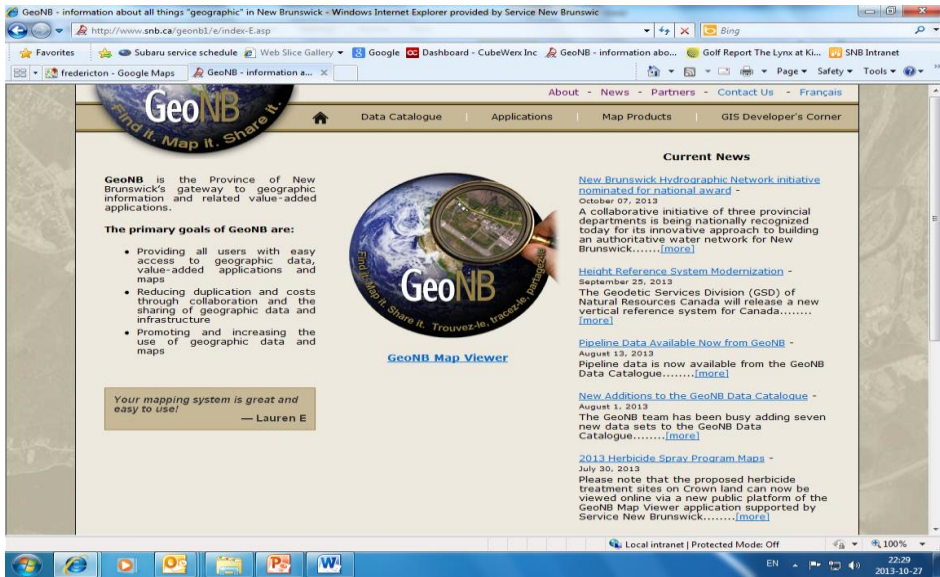 GeoNB - information about all things "geographic" in New Brunswick - Windows Internet Explorer provided by Service New Brunswic
http://www.snb.ca/geonb1/e/index-E.asp
Bing
Favorites Subaru service schedule Web Slice Gallery Google Dashboard - CubeWerx Inc GeoNB - information abo... Golf Report The Lynx at Ki... SNB Intranet
fredericton - Google Maps GeoNB - information a... Page Safety Tools
About - News - Partners - Contact Us - Français
GeoNB
Find it. Map it. Share it.
Data Catalogue Applications Map Products GIS Developer's Corner
GeoNB is the Province of New
Brunswick's gateway to geographic
information and related value-added
applications.
The primary goals of GeoNB are:
• Providing all users with easy
access to geographic data,
value-added applications and
maps
• Reducing duplication and costs
through collaboration and the
sharing of geographic data and
infrastructure
• Promoting and increasing the
use of geographic data and
maps
Your mapping system is great and
easy to use!
— Lauren E
GeoNB
Find it. Map it. Share it. Trouvez-le, tracez-le, partagez-le.
GeoNB Map Viewer
Current News
New Brunswick Hydrographic Network initiative
nominated for national award -
October 07, 2013
A collaborative initiative of three provincial
departments is being nationally recognized
today for its innovative approach to building
an authoritative water network for New
Brunswick.......[more]
Height Reference System Modernization -
September 25, 2013
The Geodetic Services Division (GSD) of
Natural Resources Canada will release a new
vertical reference system for Canada........
[more]
Pipeline Data Available Now from GeoNB -
August 13, 2013
Pipeline data is now available from the GeoNB
Data Catalogue........[more]
New Additions to the GeoNB Data Catalogue -
August 1, 2013
The GeoNB team has been busy adding seven
new data sets to the GeoNB Data
Catalogue........[more]
2013 Herbicide Spray Program Maps -
July 30, 2013
Please note that the proposed herbicide
treatment sites on Crown land can now be
viewed online via a new public platform of the
GeoNB Map Viewer application supported by
Service New Brunswick........[more]
Local intranet | Protected Mode: Off 100%
EN 22:29
2013-10-27